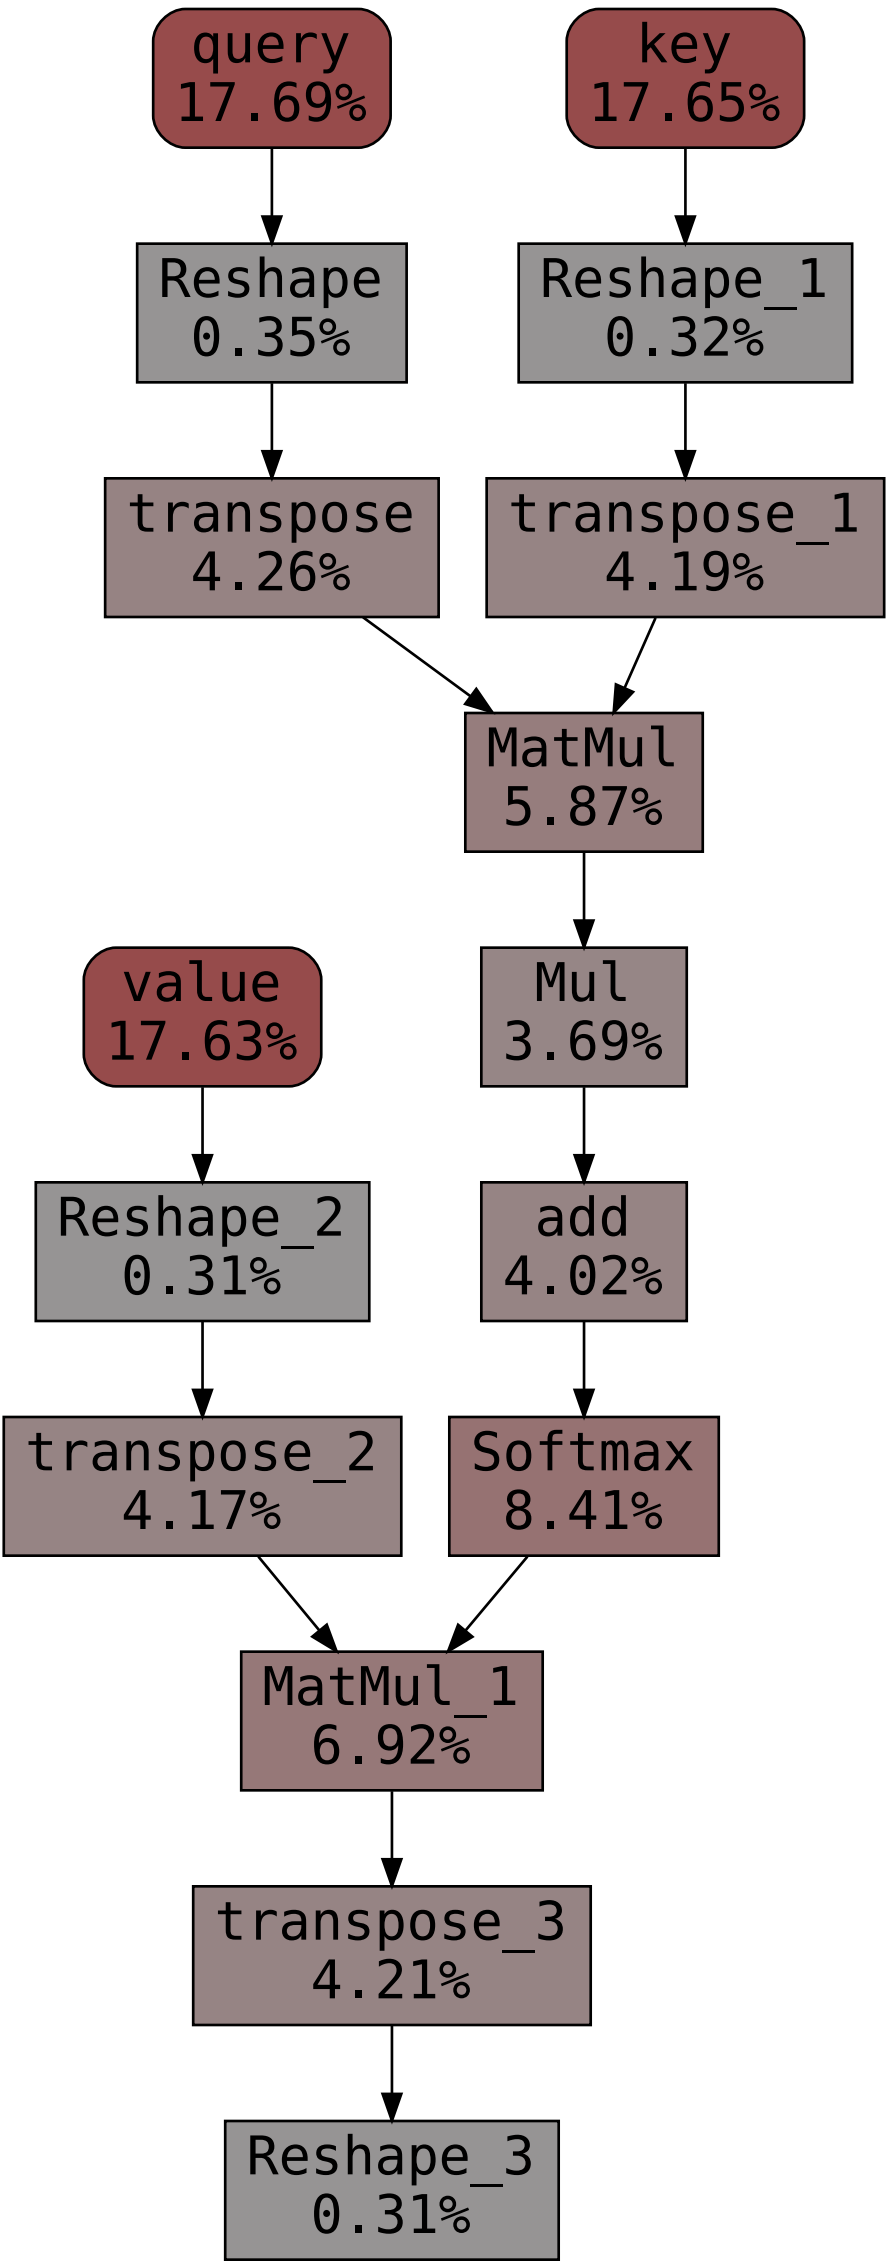 query
17.69%
key
17.65%
Reshape
0.35%
Reshape_1
0.32%
transpose
4.26%
transpose_1
4.19%
MatMul
5.87%
Mul
3.69%
value
17.63%
Reshape_2
0.31%
add
4.02%
transpose_2
4.17%
Softmax
8.41%
MatMul_1
6.92%
transpose_3
4.21%
Reshape_3
0.31%